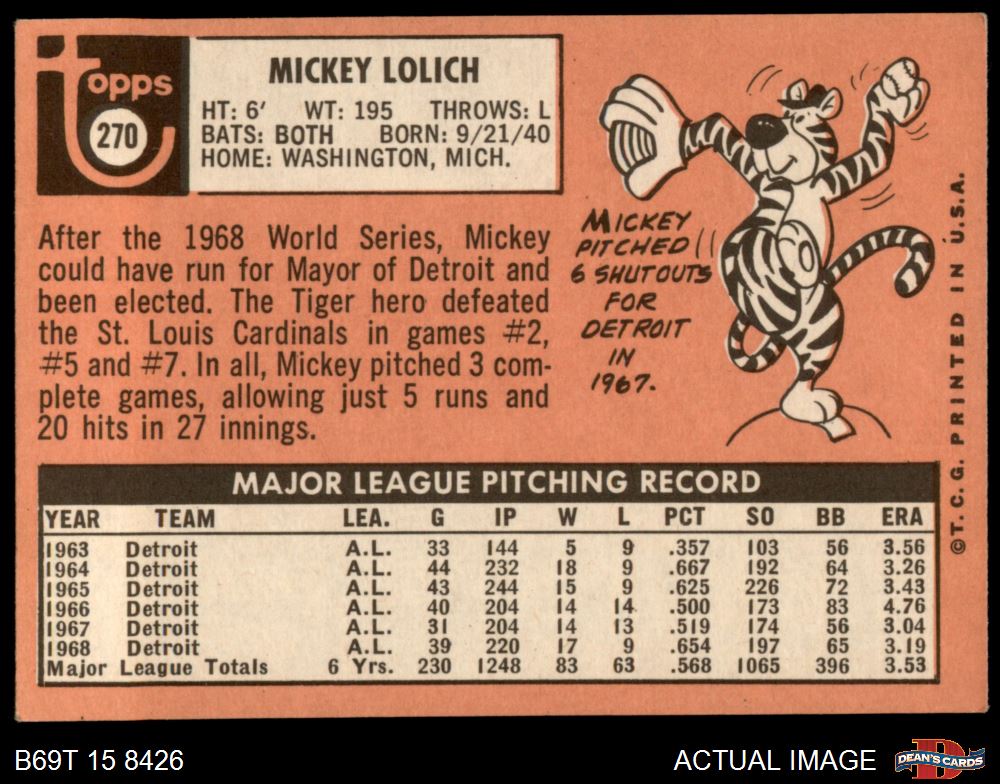 topps
270
MICKEY LOLICH
HT: 6' WT: 195 THROWS: L
BATS: BOTH BORN: 9/21/40
HOME: WASHINGTON, MICH.
After the 1968 World Series, Mickey
could have run for Mayor of Detroit and
been elected. The Tiger hero defeated
the St. Louis Cardinals in games #2,
#5 and #7. In all, Mickey pitched 3 com-
plete games, allowing just 5 runs and
20 hits in 27 innings.
MICKEY
PITCHED
6 SHUTOUTS
FOR
DETROIT
IN
1967.
MAJOR LEAGUE PITCHING RECORD
YEAR TEAM LEA. G IP W L PCT SO BB ERA
1963 Detroit A.L. 33 144 5 9 .357 103 56 3.56
1964 Detroit A.L. 44 232 18 9 .667 192 64 3.26
1965 Detroit A.L. 43 244 15 9 .625 226 72 3.43
1966 Detroit A.L. 40 204 14 14 .500 173 83 4.76
1967 Detroit A.L. 31 204 14 13 .519 174 56 3.04
1968 Detroit A.L. 39 220 17 9 .654 197 65 3.19
Major League Totals 6 Yrs. 230 1248 83 63 .568 1065 396 3.53
©T.C.G. PRINTED IN U.S.A.
B69T 15 8426
ACTUAL IMAGE
DEAN'S CARDS